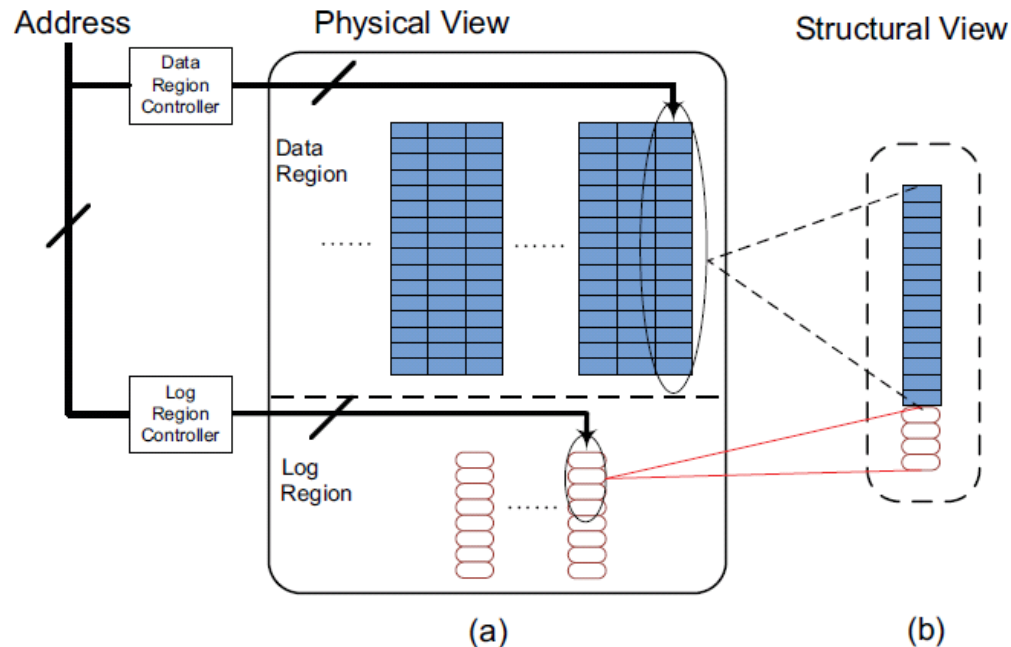 Address
Physical View
Structural View
Data
Region
Controller
Data
Region
Log
Region
Controller
Log
Region
(a)
(b)